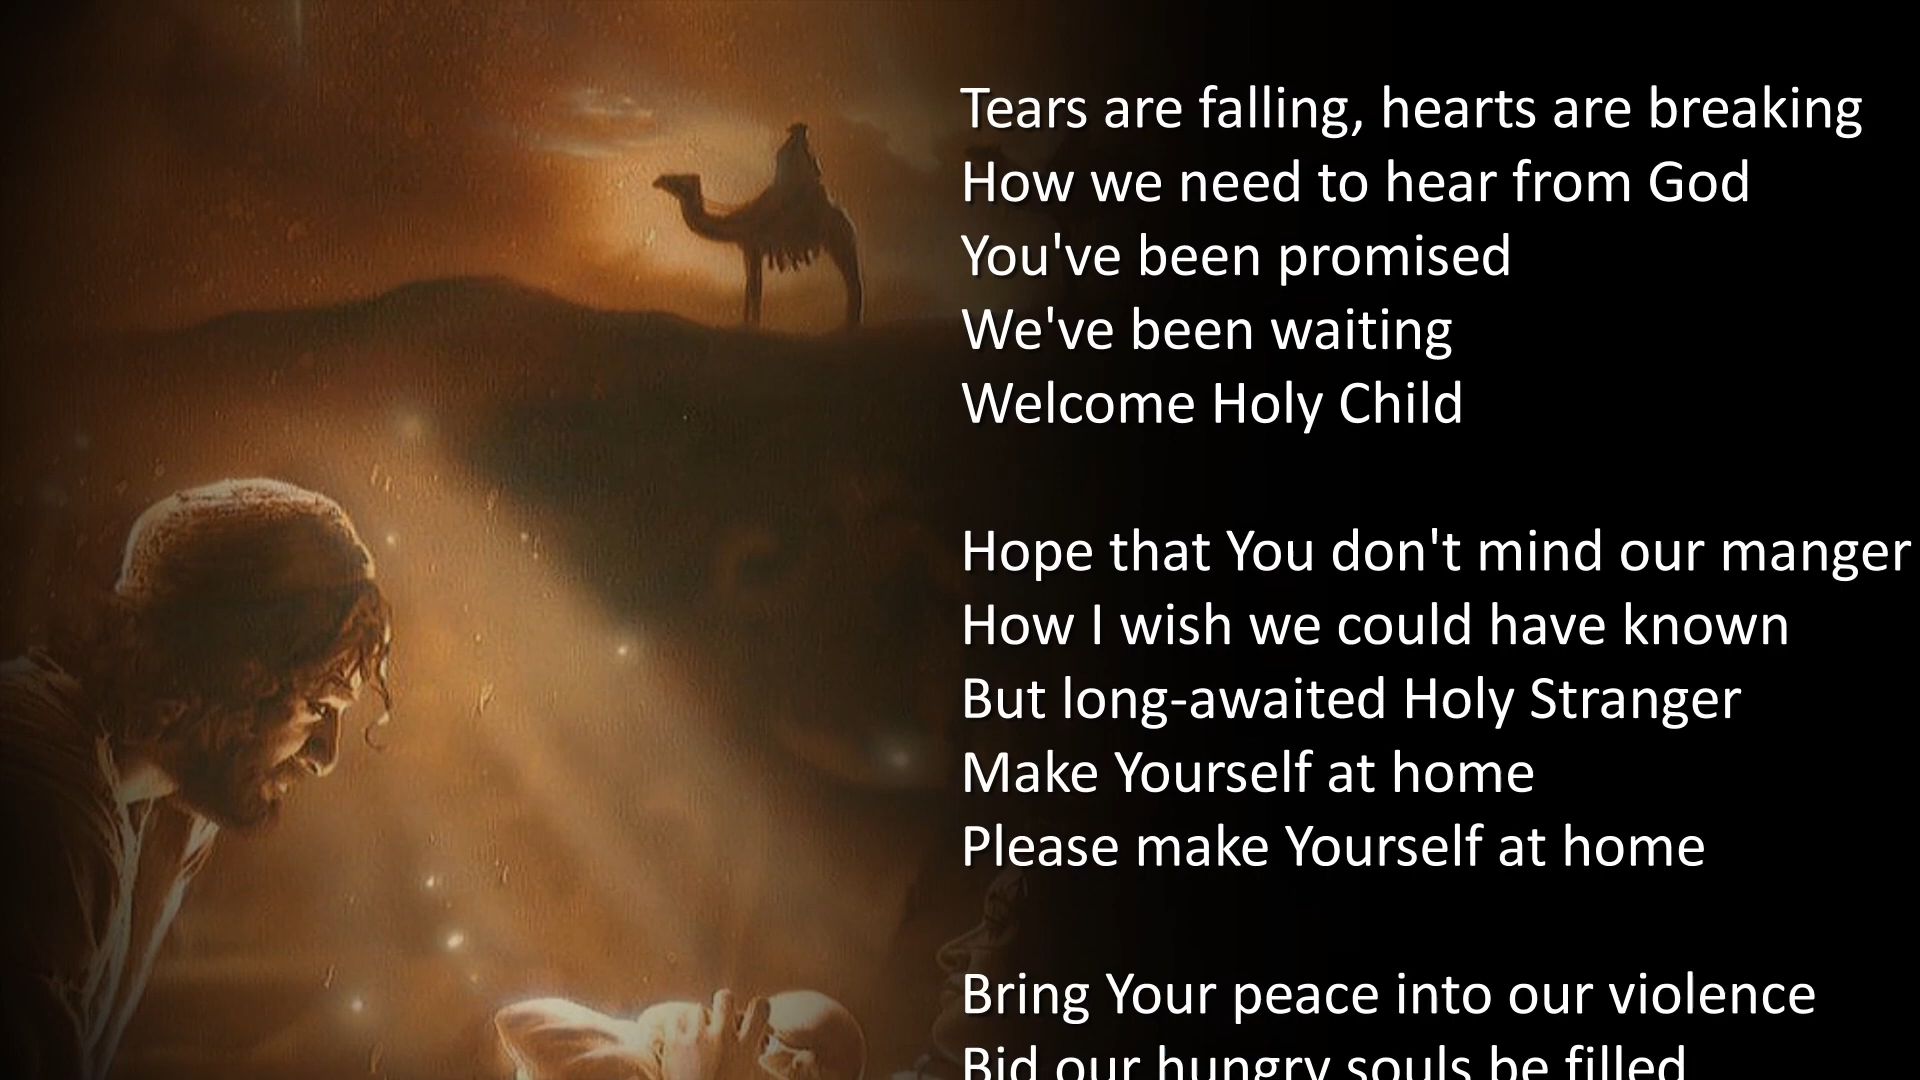 Tears are falling, hearts are breaking
How we need to hear from God
You've been promised
We've been waiting
Welcome Holy Child
Hope that You don't mind our manger
How I wish we could have known
But long-awaited Holy Stranger
Make Yourself at home
Please make Yourself at home
Bring Your peace into our violence
Bid our hungry souls be filled